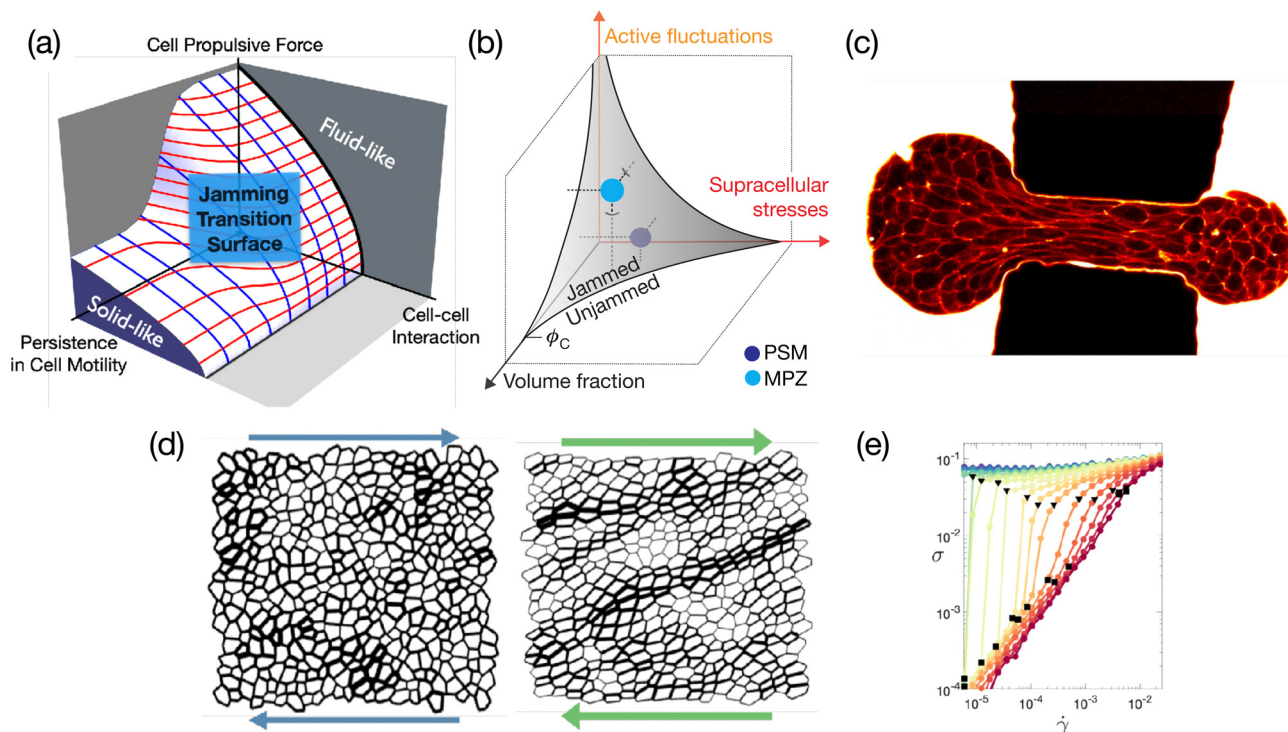 (a)
Cell Propulsive Force
Fluid-like
Jamming
Transition
Surface
Solid-like
Persistence
in Cell Motility
Cell-cell
Interaction
(b)
Active fluctuations
Supracellular
stresses
Jammed
Unjammed
ϕC
Volume fraction
PSM
MPZ
(c)
(d)
(e)
10⁻¹
10⁻²
σ
10⁻³
10⁻⁴
10⁻⁵ 10⁻⁴ 10⁻³ 10⁻²
γ̇